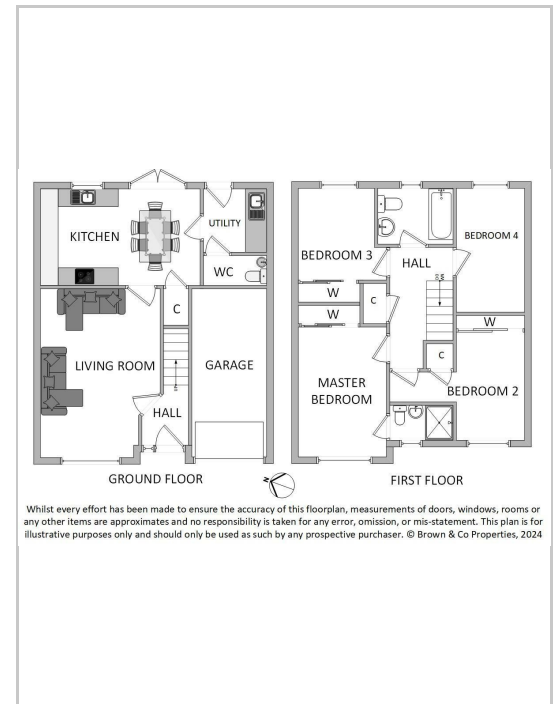 KITCHEN
UTILITY
WC
C
LIVING ROOM
GARAGE
HALL
GROUND FLOOR
BEDROOM 3
HALL
BEDROOM 4
W
W
C
W
C
MASTER
BEDROOM
BEDROOM 2
FIRST FLOOR
N
Whilst every effort has been made to ensure the accuracy of this floorplan, measurements of doors, windows, rooms or
any other items are approximates and no responsibility is taken for any error, omission, or mis-statement. This plan is for
illustrative purposes only and should only be used as such by any prospective purchaser. © Brown & Co Properties, 2024